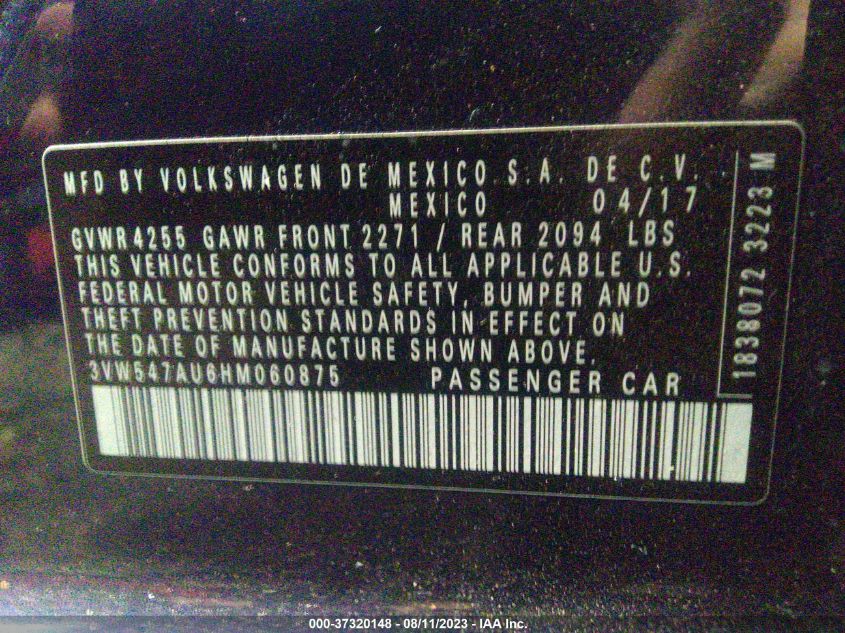 MFD BY VOLKSWAGEN DE MEXICO S.A. DE C.V.
MEXICO 04/17
GVWR4255 GAWR FRONT 2271 / REAR 2094 LBS
THIS VEHICLE CONFORMS TO ALL APPLICABLE U.S.
FEDERAL MOTOR VEHICLE SAFETY, BUMPER AND
THEFT PREVENTION STANDARDS IN EFFECT ON
THE DATE OF MANUFACTURE SHOWN ABOVE.
3VW547AU6HM060875 PASSENGER CAR
1838072 3223 M
000-37320148 - 08/11/2023 - IAA Inc.